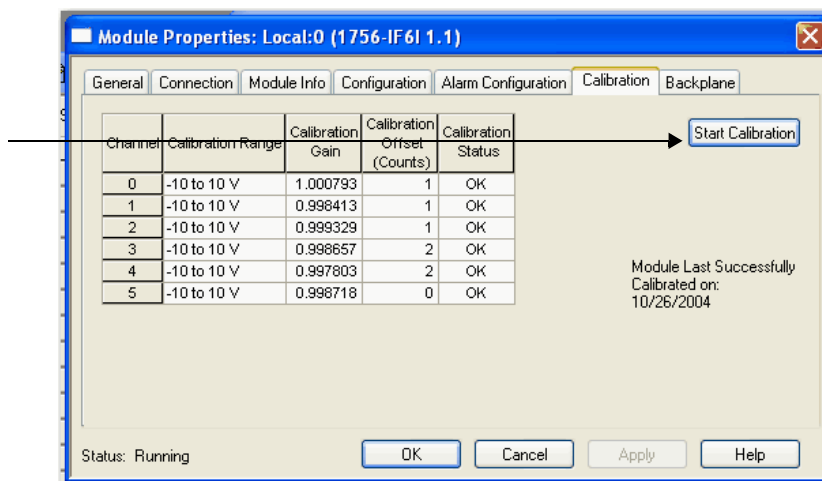 Module Properties: Local:0 (1756-IF6I 1.1)
General Connection Module Info Configuration Alarm Configuration Calibration Backplane
Channel Calibration Range Calibration Gain Calibration Offset (Counts) Calibration Status
0 -10 to 10 V 1.000793 1 OK
1 -10 to 10 V 0.998413 1 OK
2 -10 to 10 V 0.999329 1 OK
3 -10 to 10 V 0.998657 2 OK
4 -10 to 10 V 0.997803 2 OK
5 -10 to 10 V 0.998718 0 OK
Start Calibration
Module Last Successfully
Calibrated on:
10/26/2004
Status: Running
OK Cancel Apply Help